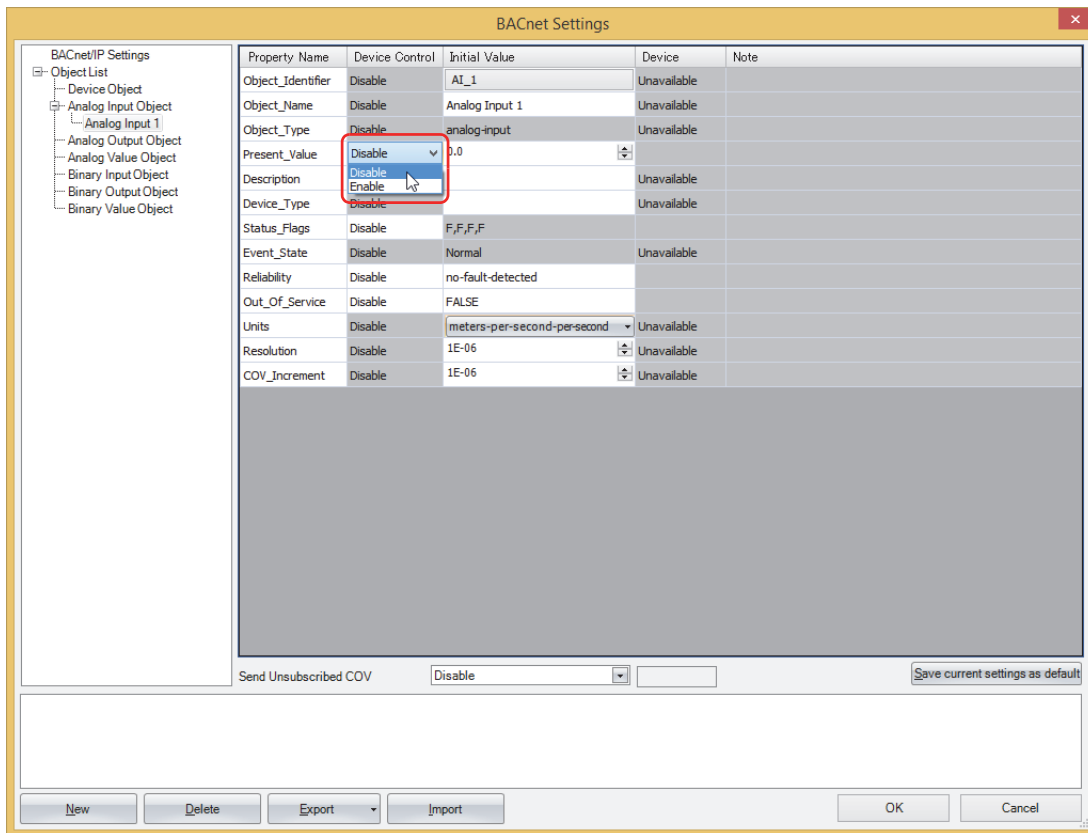 BACnet Settings
BACnet/IP Settings
Object List
Device Object
Analog Input Object
Analog Input 1
Analog Output Object
Analog Value Object
Binary Input Object
Binary Output Object
Binary Value Object
Property Name Device Control Initial Value Device Note
Object_Identifier Disable AI_1 Unavailable
Object_Name Disable Analog Input 1 Unavailable
Object_Type Disable analog-input Unavailable
Present_Value Disable 0.0
Disable
Enable
Description Unavailable
Device_Type Disable Unavailable
Status_Flags Disable F,F,F,F
Event_State Disable Normal Unavailable
Reliability Disable no-fault-detected
Out_Of_Service Disable FALSE
Units Disable meters-per-second-per-second Unavailable
Resolution Disable 1E-06 Unavailable
COV_Increment Disable 1E-06 Unavailable
Send Unsubscribed COV Disable Save current settings as default
New Delete Export Import OK Cancel